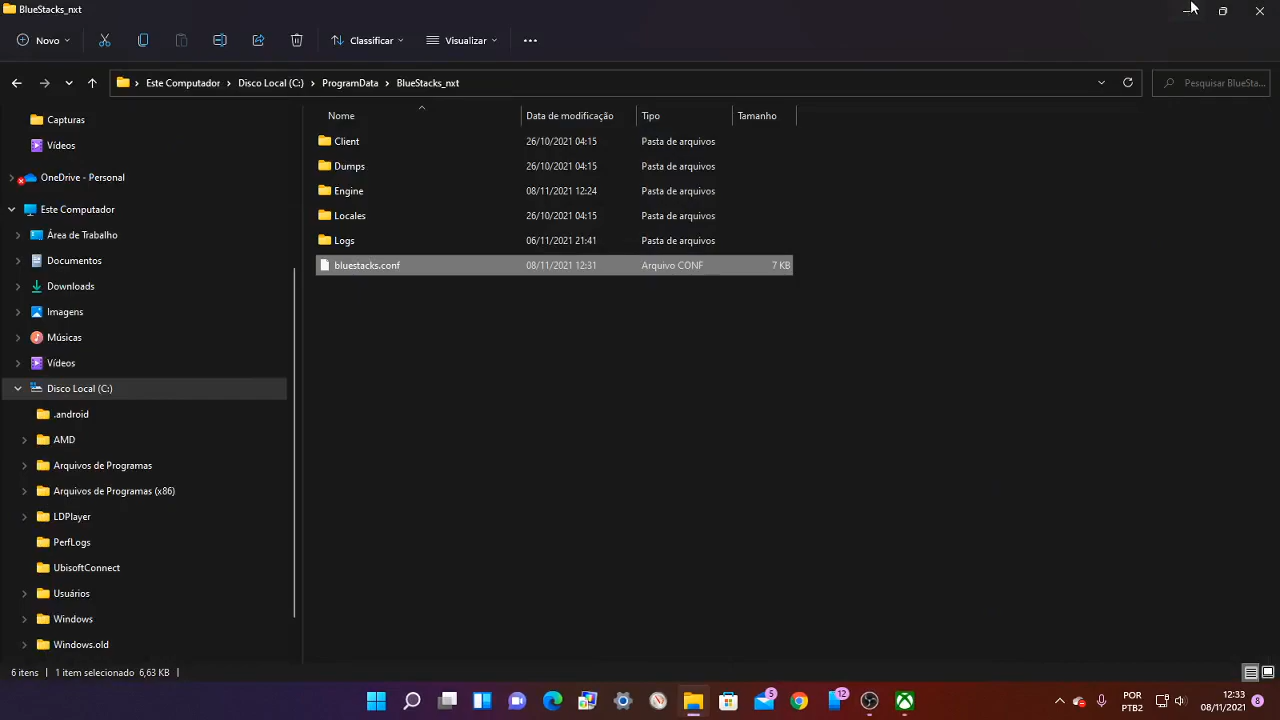 BlueStacks_nxt
Novo
Classificar
Visualizar
Este Computador
Disco Local (C:)
ProgramData
BlueStacks_nxt
Pesquisar BlueSta...
Capturas
Vídeos
OneDrive - Personal
Este Computador
Área de Trabalho
Documentos
Downloads
Imagens
Músicas
Vídeos
Disco Local (C:)
.android
AMD
Arquivos de Programas
Arquivos de Programas (x86)
LDPlayer
PerfLogs
UbisoftConnect
Usuários
Windows
Windows.old
Nome Data de modificação Tipo Tamanho
Client 26/10/2021 04:15 Pasta de arquivos
Dumps 26/10/2021 04:15 Pasta de arquivos
Engine 08/11/2021 12:24 Pasta de arquivos
Locales 26/10/2021 04:15 Pasta de arquivos
Logs 06/11/2021 21:41 Pasta de arquivos
bluestacks.conf 08/11/2021 12:31 Arquivo CONF 7 KB
6 itens 1 item selecionado 6,63 KB
5
12
POR
PTB2
12:33
08/11/2021
8